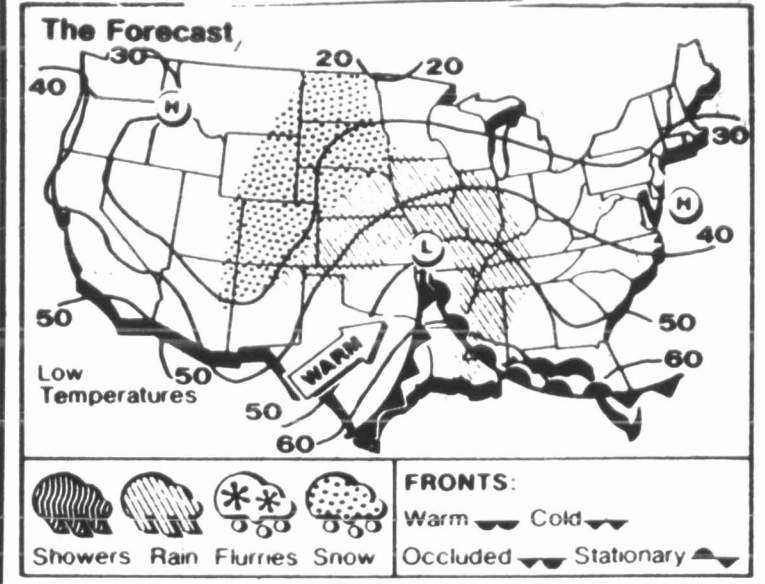 The Forecast
30
20
20
40
H
30
H
40
L
50
50
WARM
60
Low
50
Temperatures
50
60
Showers Rain Flurries Snow
FRONTS:
Warm Cold
Occluded Stationary